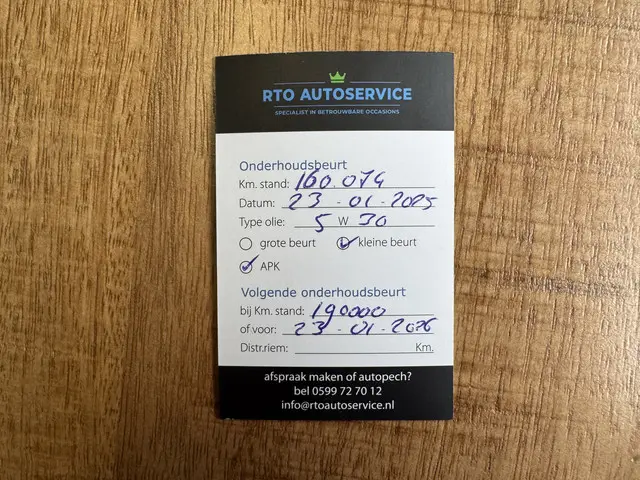 RTO AUTOSERVICE
SPECIALIST IN BETROUWBARE OCCASIONS
Onderhoudsbeurt
Km. stand: 160.074
Datum: 23-01-2025
Type olie: 5 W 30
grote beurt kleine beurt
APK
Volgende onderhoudsbeurt
bij Km. stand: 190000
of voor: 23-01-2026
Distr.riem: Km.
afspraak maken of autopech?
bel 0599 72 70 12
info@rtoautoservice.nl